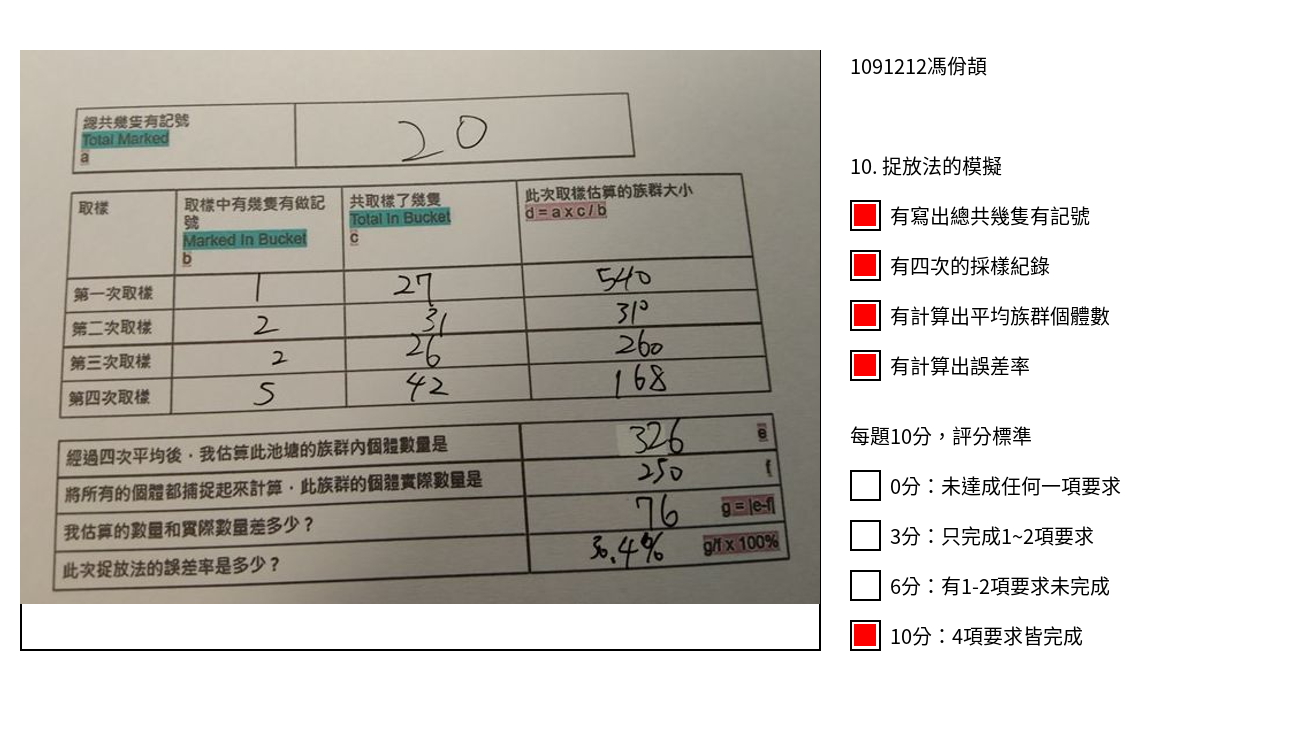 總共幾隻有記號
Total Marked
a
20
取樣
取樣中有幾隻有做記
號
Marked In Bucket
b
共取樣了幾隻
Total In Bucket
c
此次取樣估算的族群大小
d = a x c / b
第一次取樣 1 27 540
第二次取樣 2 31 310
第三次取樣 2 26 260
第四次取樣 5 42 168
經過四次平均後，我估算此池塘的族群內個體數量是 326 e
將所有的個體都捕捉起來計算，此族群的個體實際數量是 250 f
我估算的數量和實際數量差多少？ 76 g = |e-f|
此次捉放法的誤差率是多少？ 30.4% g/f x 100%
1091212馮佾頡
10. 捉放法的模擬
有寫出總共幾隻有記號
有四次的採樣紀錄
有計算出平均族群個體數
有計算出誤差率
每題10分，評分標準
0分：未達成任何一項要求
3分：只完成1~2項要求
6分：有1-2項要求未完成
10分：4項要求皆完成